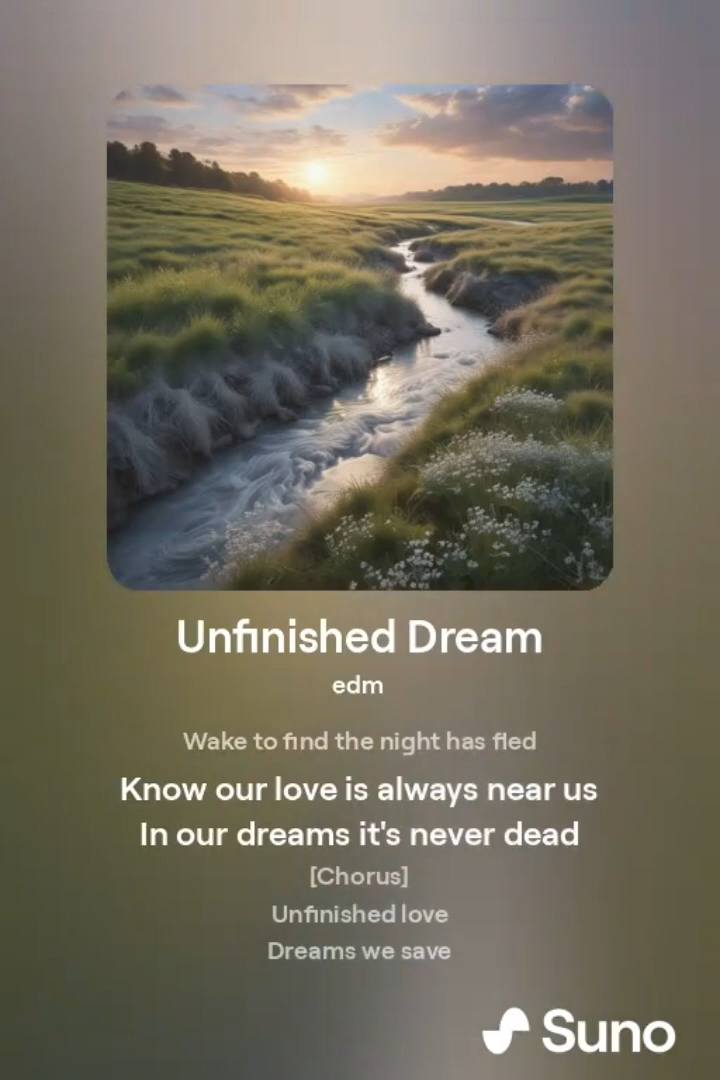 Unfinished Dream
edm
Wake to find the night has fled
Know our love is always near us
In our dreams it's never dead
[Chorus]
Unfinished love
Dreams we save
Suno